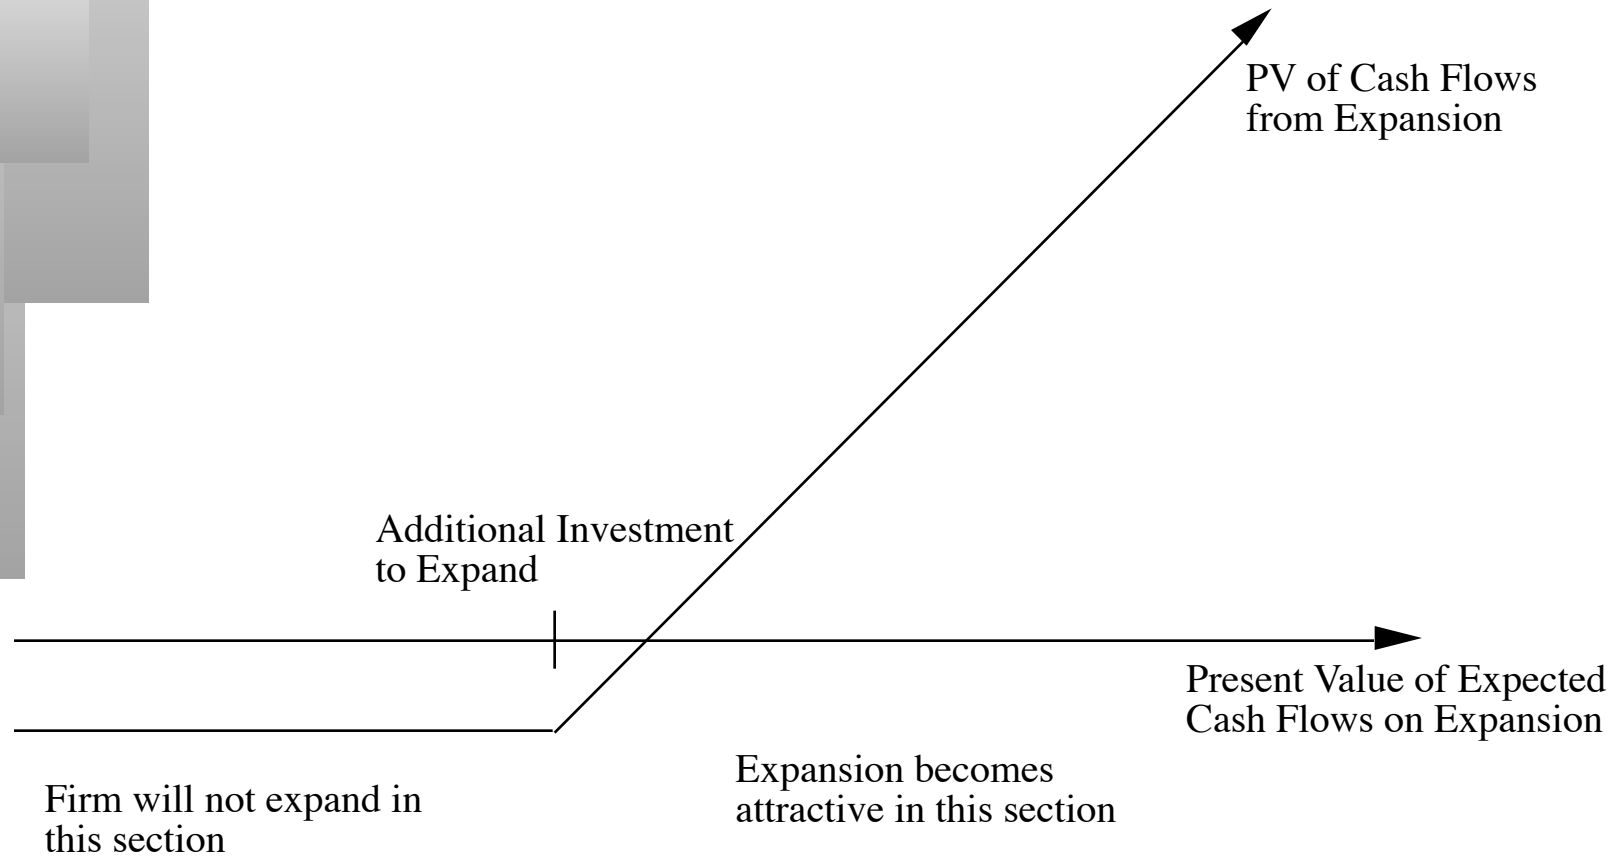 PV of Cash Flows
from Expansion
Additional Investment
to Expand
Present Value of Expected
Cash Flows on Expansion
Expansion becomes
attractive in this section
Firm will not expand in
this section